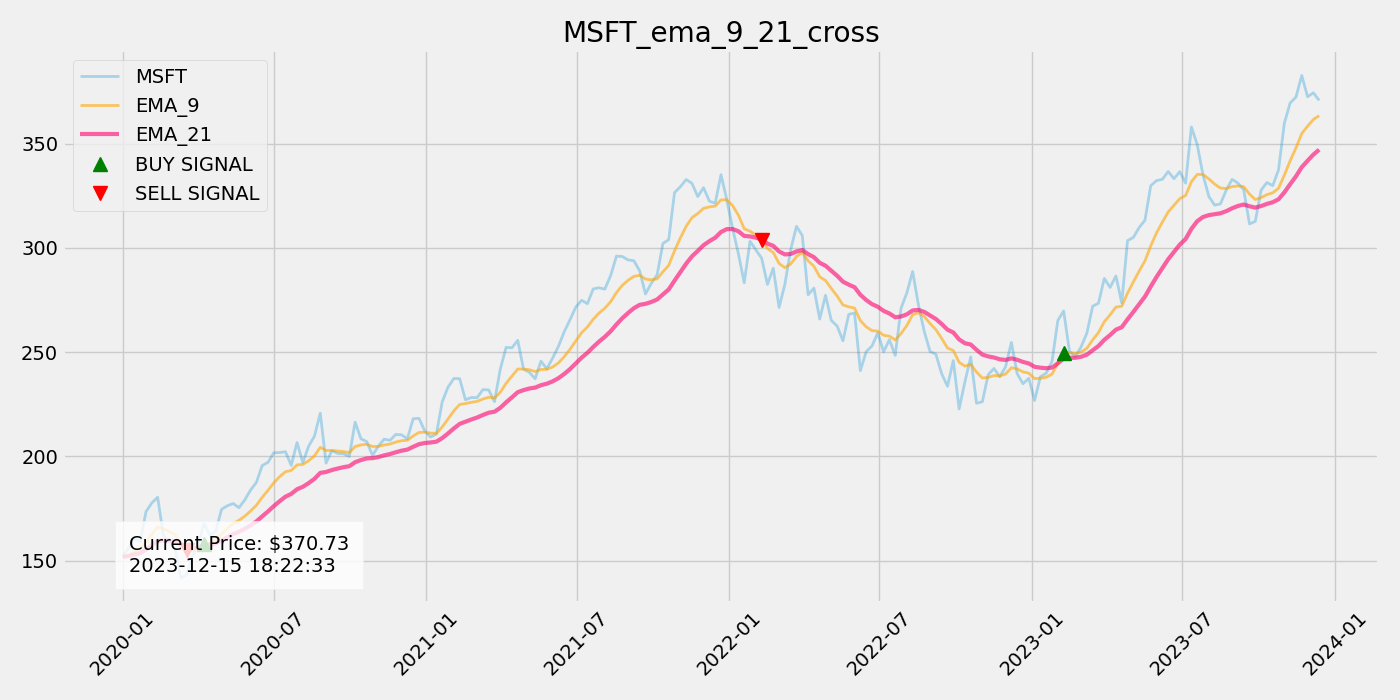 MSFT_ema_9_21_cross
MSFT
EMA_9
EMA_21
BUY SIGNAL
SELL SIGNAL
350
300
250
200
150
Current Price: $370.73
2023-12-15 18:22:33
2020-01
2020-07
2021-01
2021-07
2022-01
2022-07
2023-01
2023-07
2024-01